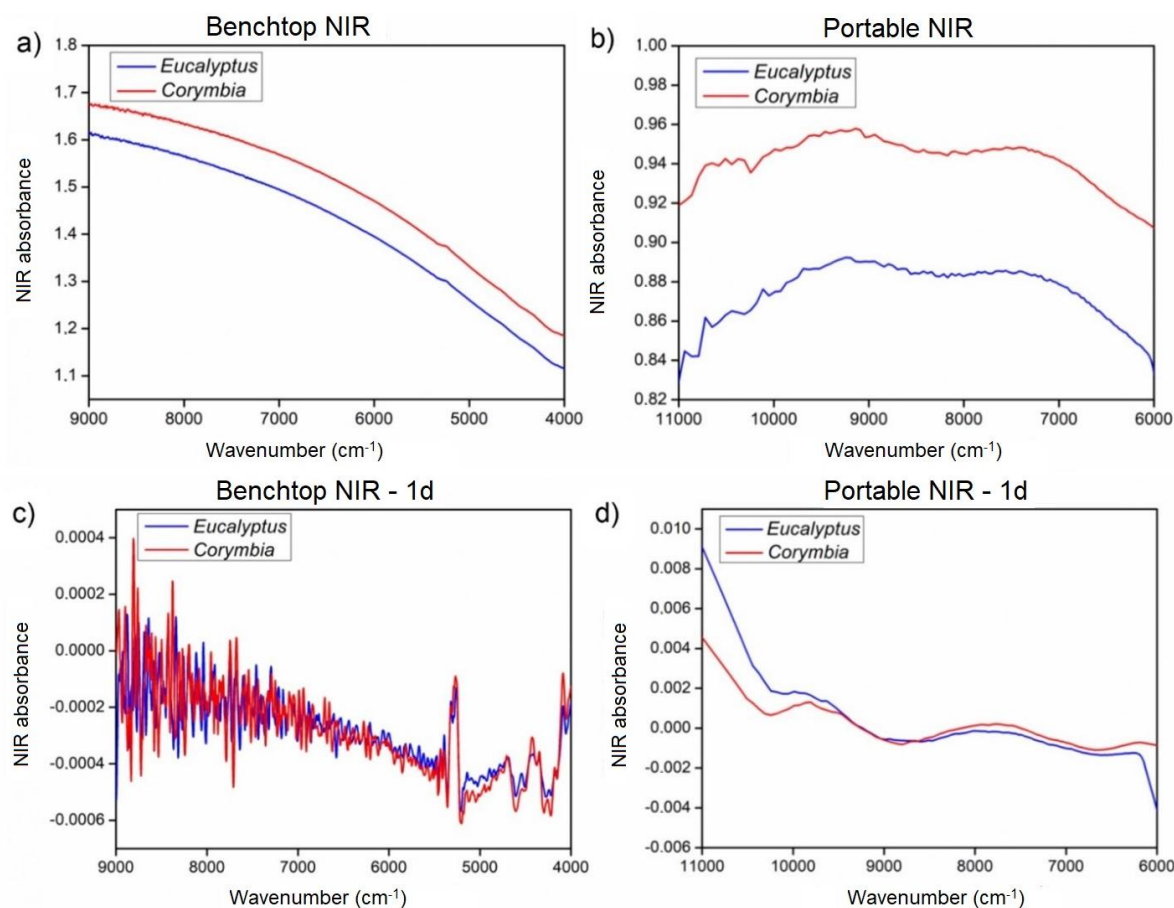 Benchtop NIR
a)
1.8
1.7
1.6
1.5
1.4
1.3
1.2
1.1
NIR absorbance
Eucalyptus
Corymbia
9000 8000 7000 6000 5000 4000
Wavenumber (cm-1)
Portable NIR
b)
1.00
0.98
0.96
0.94
0.92
0.90
0.88
0.86
0.84
0.82
NIR absorbance
Eucalyptus
Corymbia
11000 10000 9000 8000 7000 6000
Wavenumber (cm-1)
Benchtop NIR - 1d
c)
0.0004
0.0002
0.0000
-0.0002
-0.0004
-0.0006
NIR absorbance
Eucalyptus
Corymbia
9000 8000 7000 6000 5000 4000
Wavenumber (cm-1)
Portable NIR - 1d
d)
0.010
0.008
0.006
0.004
0.002
0.000
-0.002
-0.004
-0.006
NIR absorbance
Eucalyptus
Corymbia
11000 10000 9000 8000 7000 6000
Wavenumber (cm-1)